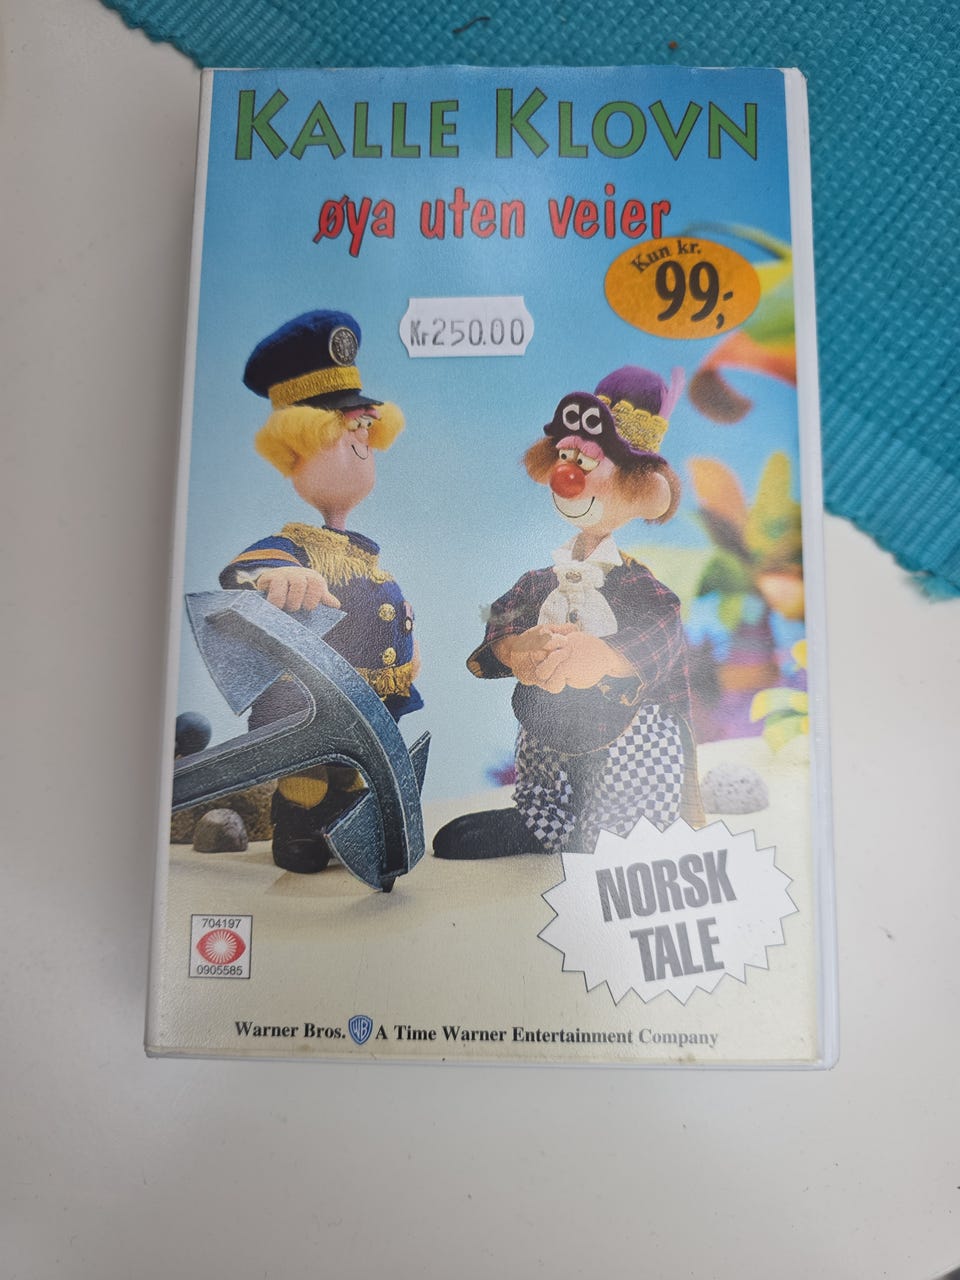 KALLE KLOVN
øya uten veier
Kun kr.
99,-
Kr250.00
CC
NORSK
TALE
704197
0905585
Warner Bros. WB A Time Warner Entertainment Company